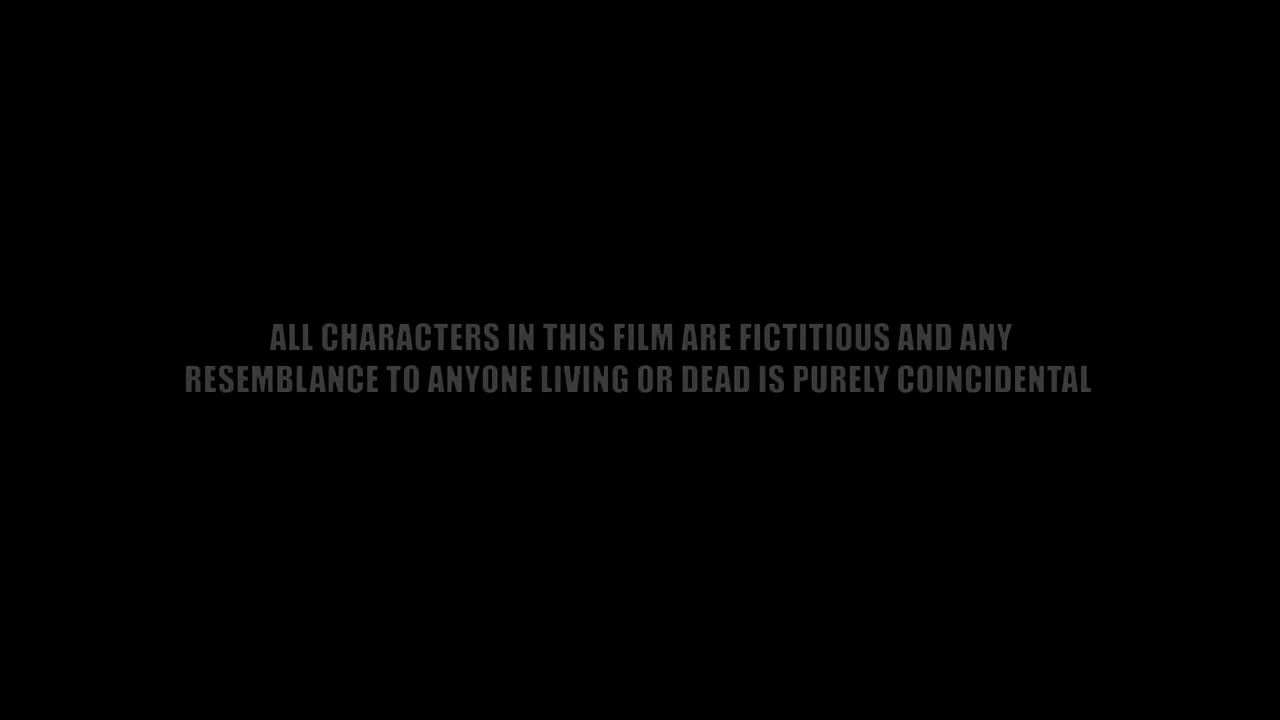 ALL CHARACTERS IN THIS FILM ARE FICTITIOUS AND ANY
RESEMBLANCE TO ANYONE LIVING OR DEAD IS PURELY COINCIDENTAL